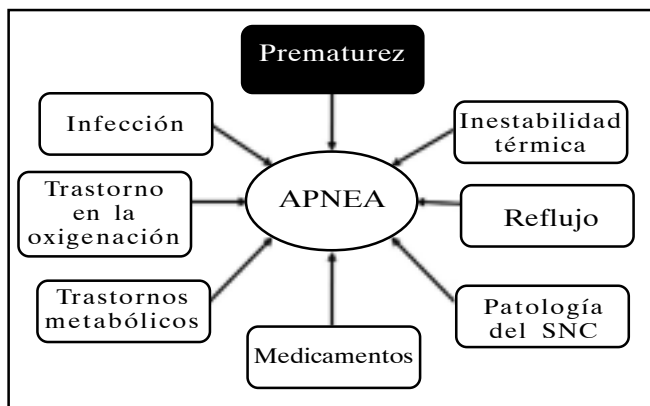 Prematurez
Infección
Inestabilidad
térmica
Trastorno
en la
oxigenación
APNEA
Reflujo
Trastornos
metabólicos
Medicamentos
Patología
del SNC